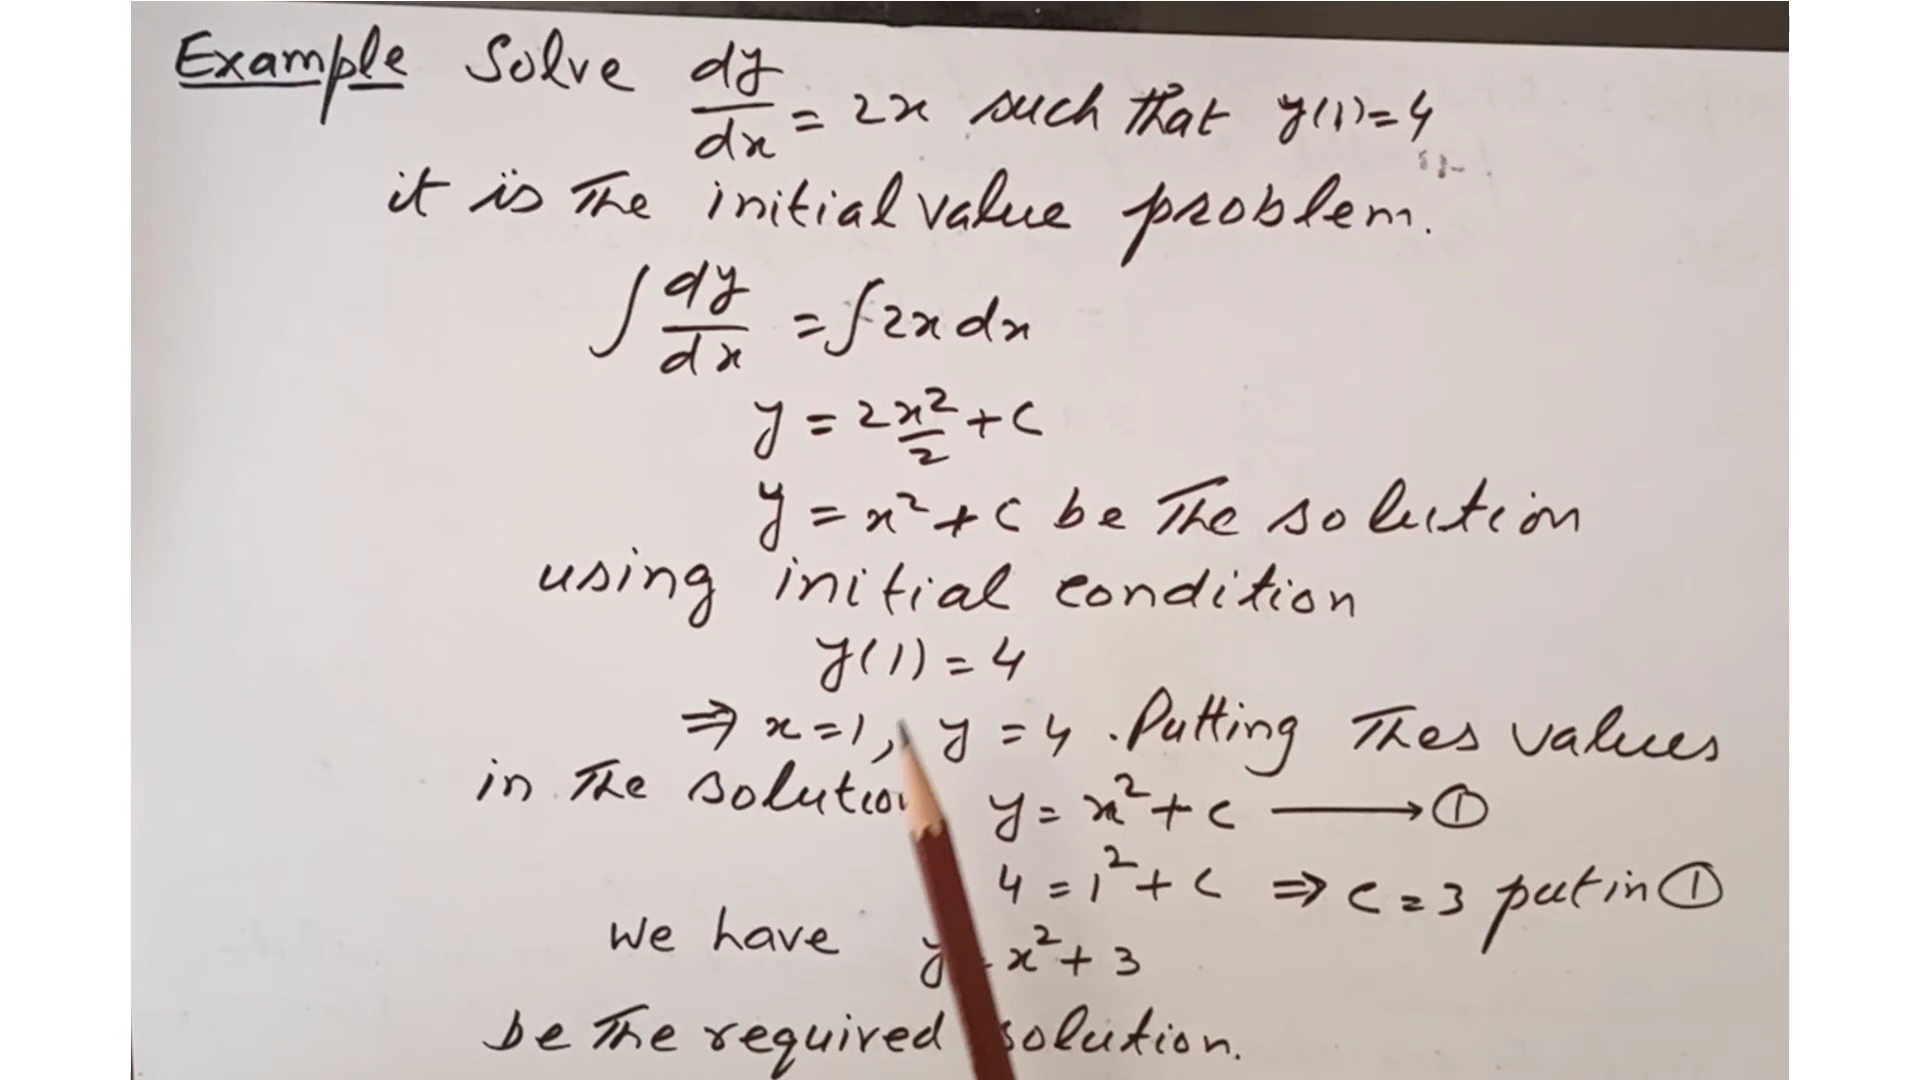 Example Solve dy/dx = 2x such that y(1)=4
it is the initial value problem.
∫ dy/dx = ∫ 2x dx
y = 2 x²/2 + c
y = x² + c be the solution
using initial condition
y(1) = 4
⇒ x = 1, y = 4 . Putting thes values
in the solution y = x² + c ⟶ ①
4 = 1² + c ⇒ c = 3 put in ①
we have y = x² + 3
be the required solution.